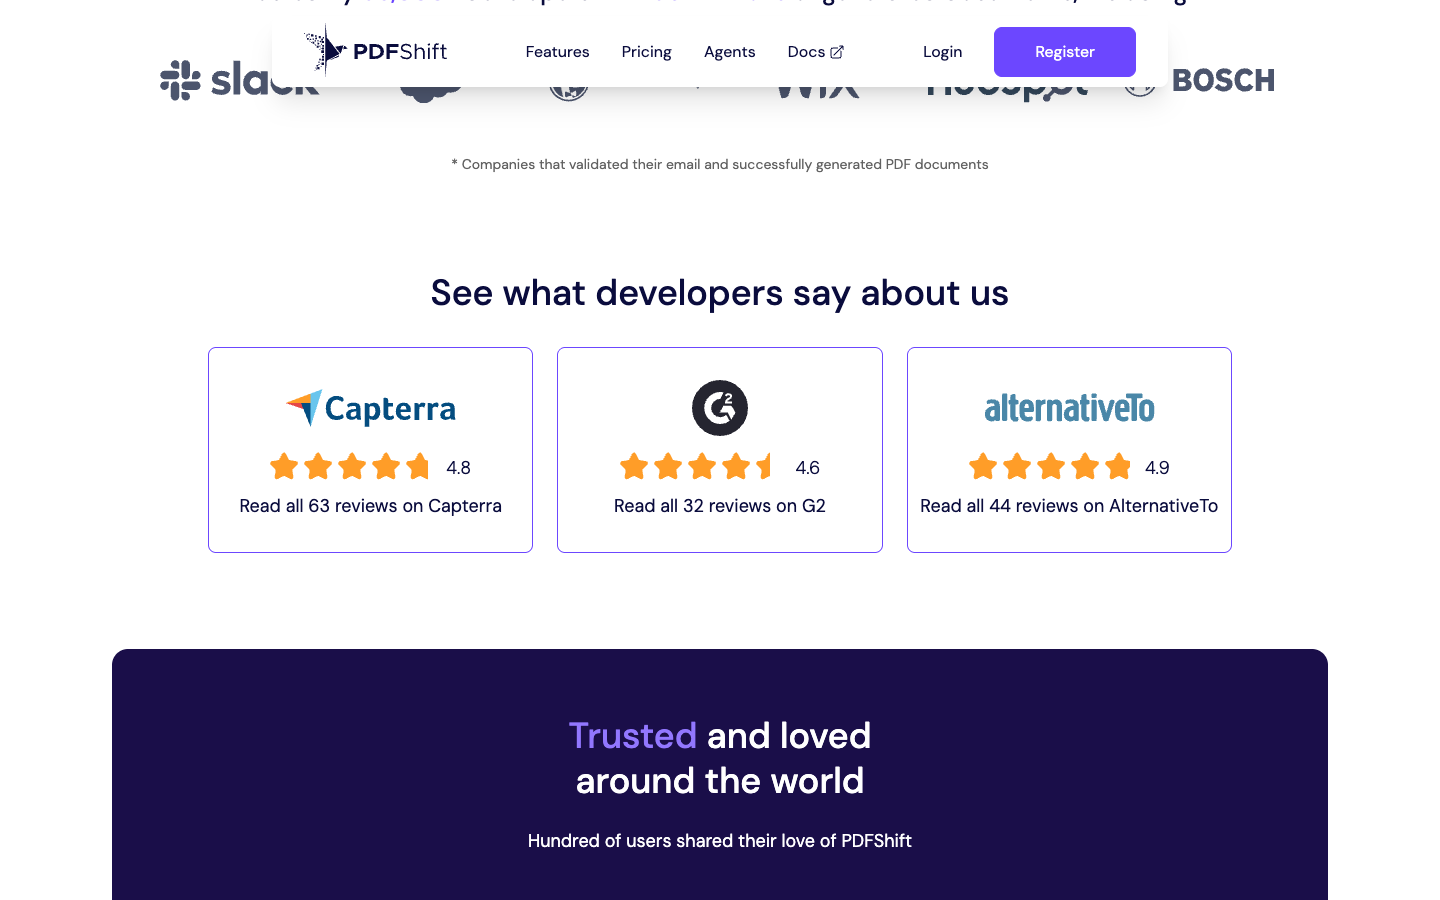 PDFShift
Features
Pricing
Agents
Docs
Login
Register
slack
BOSCH
* Companies that validated their email and successfully generated PDF documents
See what developers say about us
Capterra
4.8
Read all 63 reviews on Capterra
G2
4.6
Read all 32 reviews on G2
alternativeTo
4.9
Read all 44 reviews on AlternativeTo
Trusted and loved
around the world
Hundred of users shared their love of PDFShift